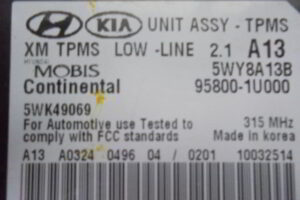 KIA UNIT ASSY - TPMS
XM TPMS LOW -LINE 2.1 A13
HYUNDAI
MOBIS 5WY8A13B
Continental 95800-1U000
5WK49069
For Automotive use Tested to 315 MHz
comply with FCC standards Made in korea
A13 A0324 0496 04 / 0201 10032514